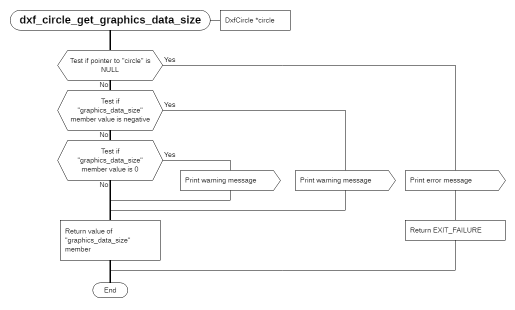 dxf_circle_get_graphics_data_size
DxfCircle *circle
Test if pointer to "circle" is
NULL
Yes
No
Test if
"graphics_data_size"
member value is negative
Yes
No
Test if
"graphics_data_size"
member value is 0
Yes
No
Print warning message
Print warning message
Print error message
Return value of
"graphics_data_size"
member
Return EXIT_FAILURE
End